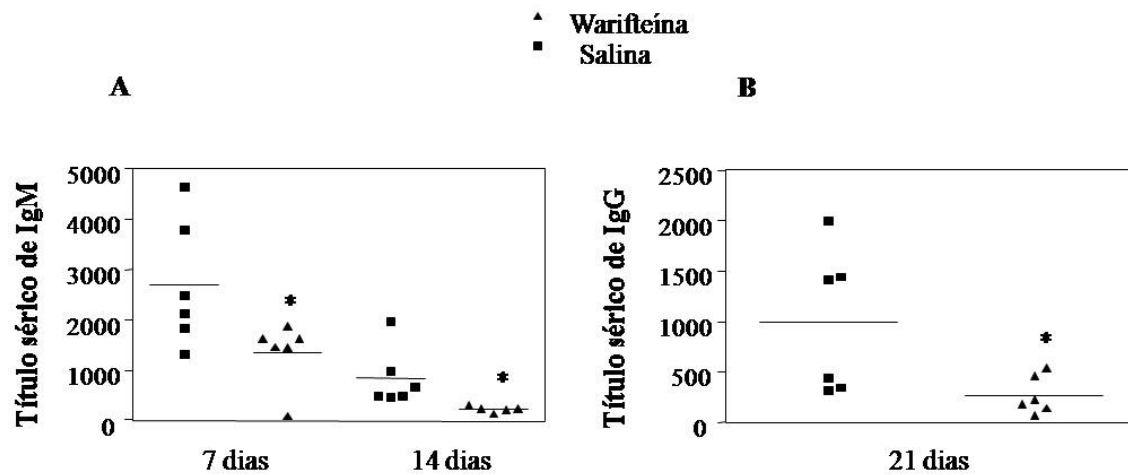 Warifteína
Salina
A
B
Título sérico de IgM
5000
4000
3000
2000
1000
0
7 dias
14 dias
*
*
Título sérico de IgG
2500
2000
1500
1000
500
0
21 dias
*